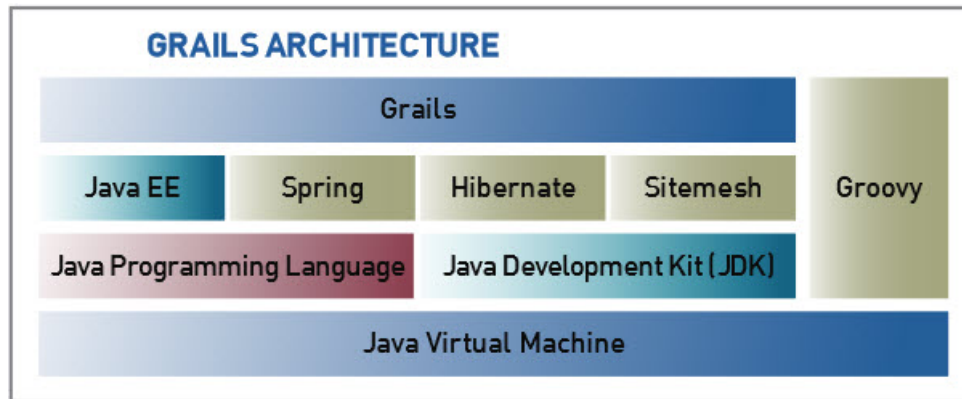 GRAILS ARCHITECTURE
Grails
Java EE
Spring
Hibernate
Sitemesh
Groovy
Java Programming Language
Java Development Kit (JDK)
Java Virtual Machine